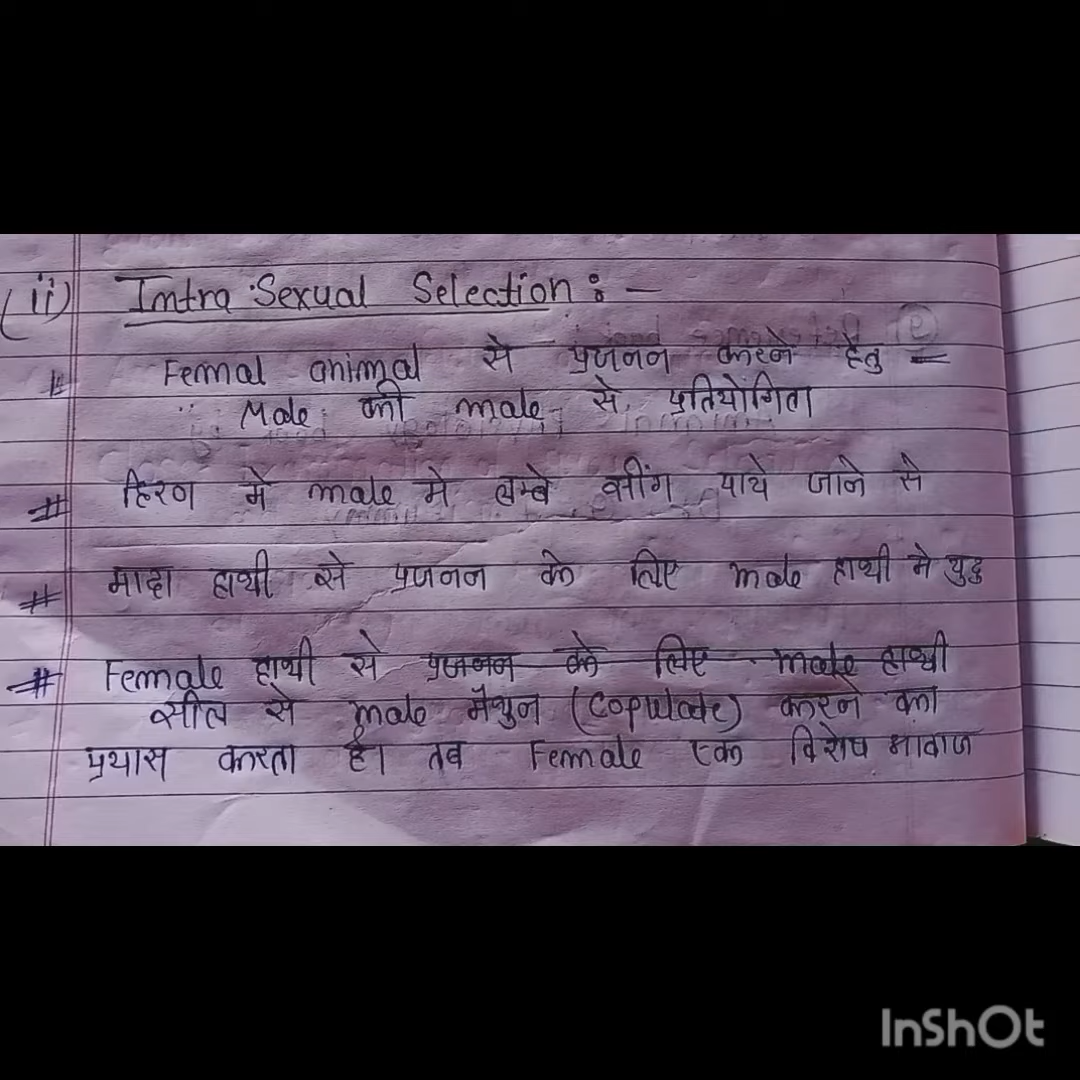 (ii) Intra Sexual Selection : -
Femal animal से प्रजनन करने हेतु =
Male की male से प्रतियोगिता
# हिरण में male मे लम्बे सींग पाये जाने से
# मादा हाथी से प्रजनन के लिए male हाथी मे युद्ध
# Female हाथी से प्रजनन के लिए male हाथी
सील से male मैथुन (Copulate) करने का
प्रयास करता है। तब Female एक विशेष आवाज
InShOt